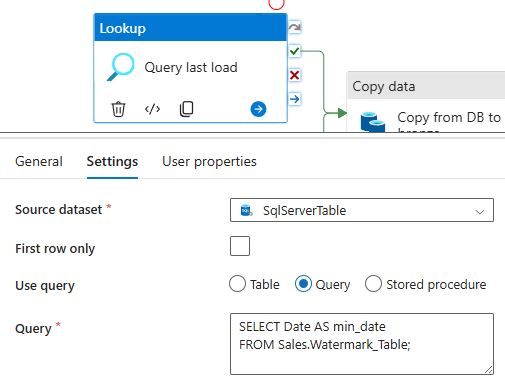 Lookup
Query last load
Copy data
Copy from DB to
bronze
General Settings User properties
Source dataset * SqlServerTable
First row only
Use query Table Query Stored procedure
Query * SELECT Date AS min_date
FROM Sales.Watermark_Table;